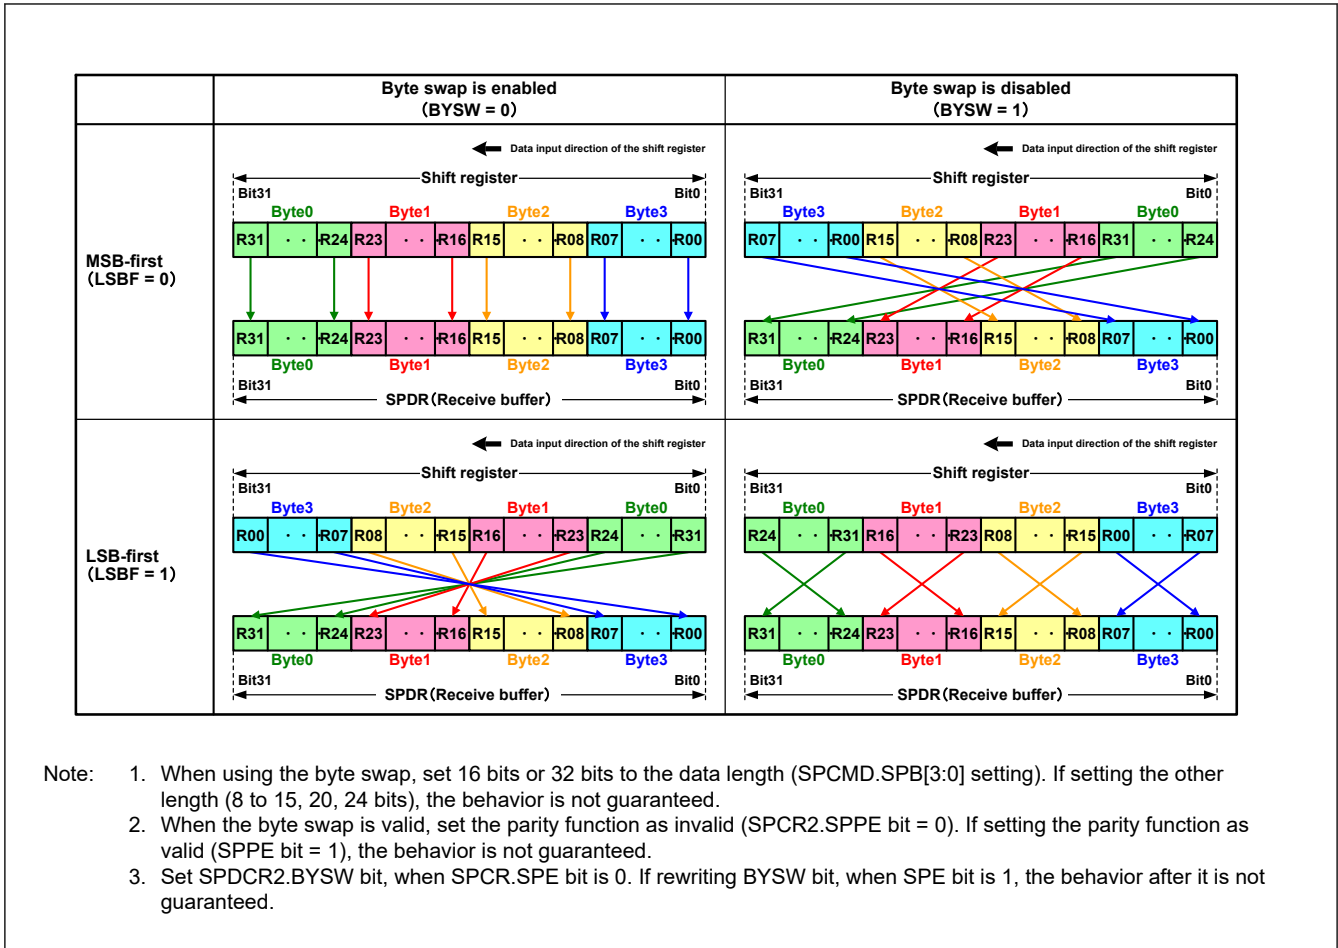 Byte swap is enabled
(BYSW = 0)
Byte swap is disabled
(BYSW = 1)
MSB-first
(LSBF = 0)
Data input direction of the shift register
Shift register
Bit31 Bit0
Byte0 Byte1 Byte2 Byte3
R31 · · R24 R23 · · R16 R15 · · R08 R07 · · R00
R31 · · R24 R23 · · R16 R15 · · R08 R07 · · R00
Byte0 Byte1 Byte2 Byte3
Bit31 Bit0
SPDR(Receive buffer)
Data input direction of the shift register
Shift register
Bit31 Bit0
Byte3 Byte2 Byte1 Byte0
R07 · · R00 R15 · · R08 R23 · · R16 R31 · · R24
R31 · · R24 R23 · · R16 R15 · · R08 R07 · · R00
Byte0 Byte1 Byte2 Byte3
Bit31 Bit0
SPDR(Receive buffer)
LSB-first
(LSBF = 1)
Data input direction of the shift register
Shift register
Bit31 Bit0
Byte3 Byte2 Byte1 Byte0
R00 · · R07 R08 · · R15 R16 · · R23 R24 · · R31
R31 · · R24 R23 · · R16 R15 · · R08 R07 · · R00
Byte0 Byte1 Byte2 Byte3
Bit31 Bit0
SPDR(Receive buffer)
Data input direction of the shift register
Shift register
Bit31 Bit0
Byte0 Byte1 Byte2 Byte3
R24 · · R31 R16 · · R23 R08 · · R15 R00 · · R07
R31 · · R24 R23 · · R16 R15 · · R08 R07 · · R00
Byte0 Byte1 Byte2 Byte3
Bit31 Bit0
SPDR(Receive buffer)
Note: 1. When using the byte swap, set 16 bits or 32 bits to the data length (SPCMD.SPB[3:0] setting). If setting the other
length (8 to 15, 20, 24 bits), the behavior is not guaranteed.
2. When the byte swap is valid, set the parity function as invalid (SPCR2.SPPE bit = 0). If setting the parity function as
valid (SPPE bit = 1), the behavior is not guaranteed.
3. Set SPDCR2.BYSW bit, when SPCR.SPE bit is 0. If rewriting BYSW bit, when SPE bit is 1, the behavior after it is not
guaranteed.